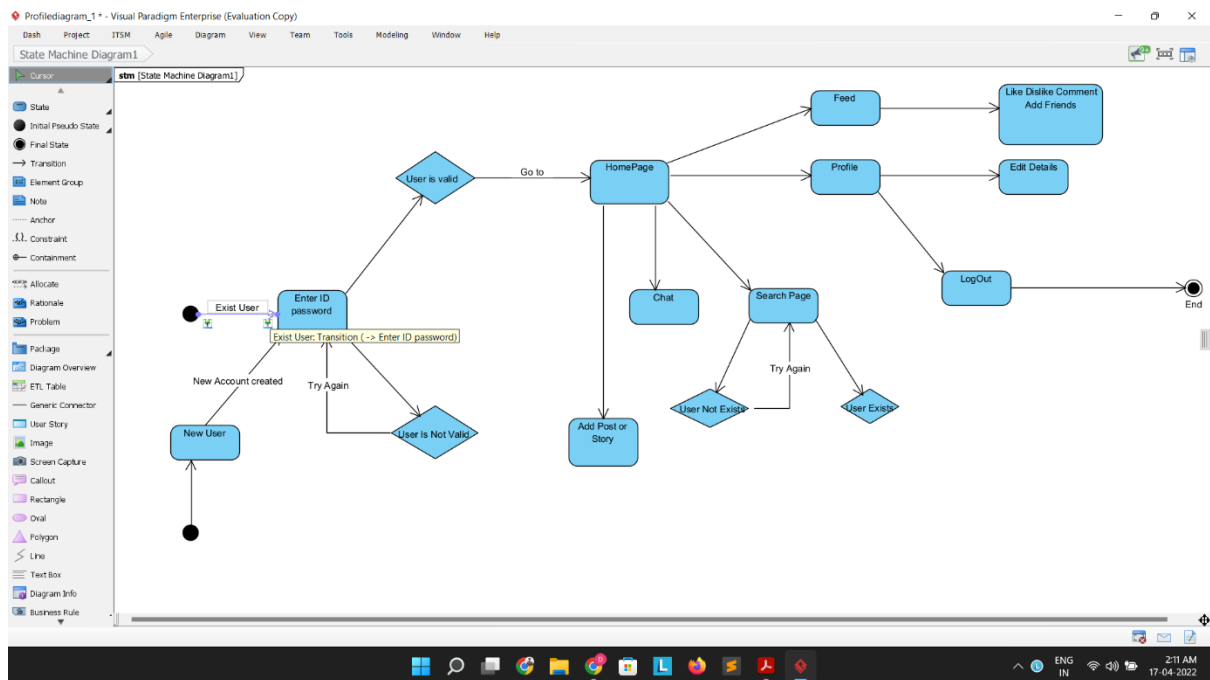 Profilediagram_1 * - Visual Paradigm Enterprise (Evaluation Copy)
Dash Project ITSM Agile Diagram View Team Tools Modeling Window Help
State Machine Diagram1
Cursor
State
Initial Pseudo State
Final State
Transition
Element Group
Note
Anchor
Constraint
Containment
Allocate
Rationale
Problem
Package
Diagram Overview
ETL Table
Generic Connector
User Story
Image
Screen Capture
Callout
Rectangle
Oval
Polygon
Line
Text Box
Diagram Info
Business Rule
stm [State Machine Diagram1]
Feed
Like Dislike Comment
Add Friends
User is valid
Go to
HomePage
Profile
Edit Details
Exist User
Enter ID
password
Exist User: Transition ( -> Enter ID password)
Chat
Search Page
LogOut
End
New Account created
Try Again
Try Again
New User
User Is Not Valid
Add Post or
Story
User Not Exists
User Exists
ENG
IN
2:11 AM
17-04-2022